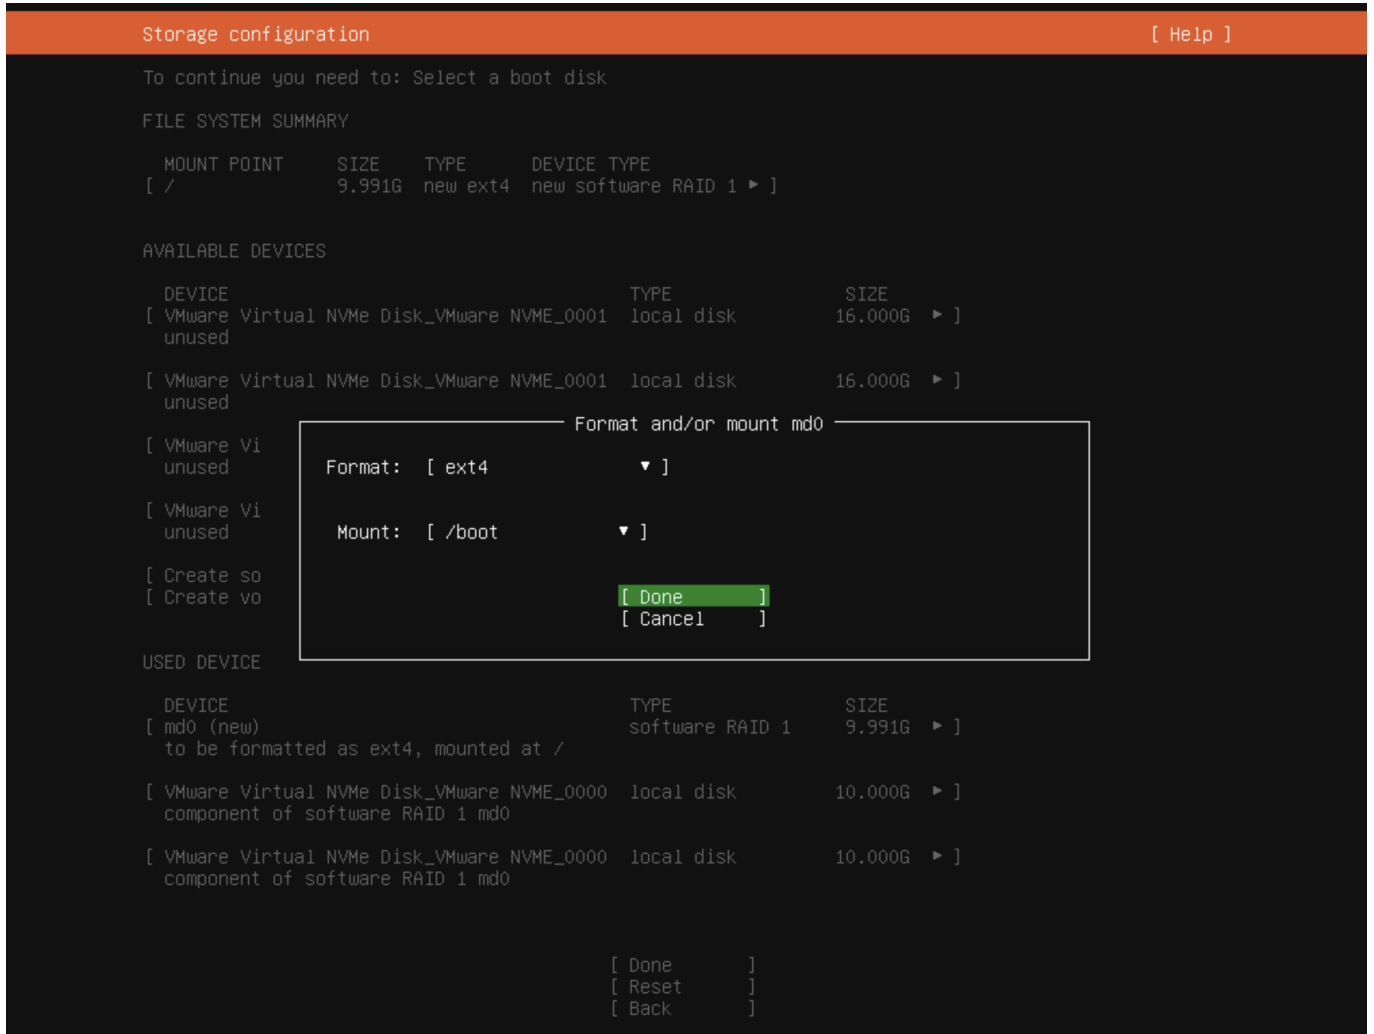 Storage configuration [ Help ]
To continue you need to: Select a boot disk
FILE SYSTEM SUMMARY
MOUNT POINT SIZE TYPE DEVICE TYPE
[ / 9.991G new ext4 new software RAID 1 ▸ ]
AVAILABLE DEVICES
DEVICE TYPE SIZE
[ VMware Virtual NVMe Disk_VMware NVME_0001 local disk 16.000G ▸ ]
unused
[ VMware Virtual NVMe Disk_VMware NVME_0001 local disk 16.000G ▸ ]
unused
[ VMware Vi
unused
[ VMware Vi
unused
[ Create so
[ Create vo
Format and/or mount md0
Format: [ ext4 ▾ ]
Mount: [ /boot ▾ ]
[ Done ]
[ Cancel ]
USED DEVICE
DEVICE TYPE SIZE
[ md0 (new) software RAID 1 9.991G ▸ ]
to be formatted as ext4, mounted at /
[ VMware Virtual NVMe Disk_VMware NVME_0000 local disk 10.000G ▸ ]
component of software RAID 1 md0
[ VMware Virtual NVMe Disk_VMware NVME_0000 local disk 10.000G ▸ ]
component of software RAID 1 md0
[ Done ]
[ Reset ]
[ Back ]